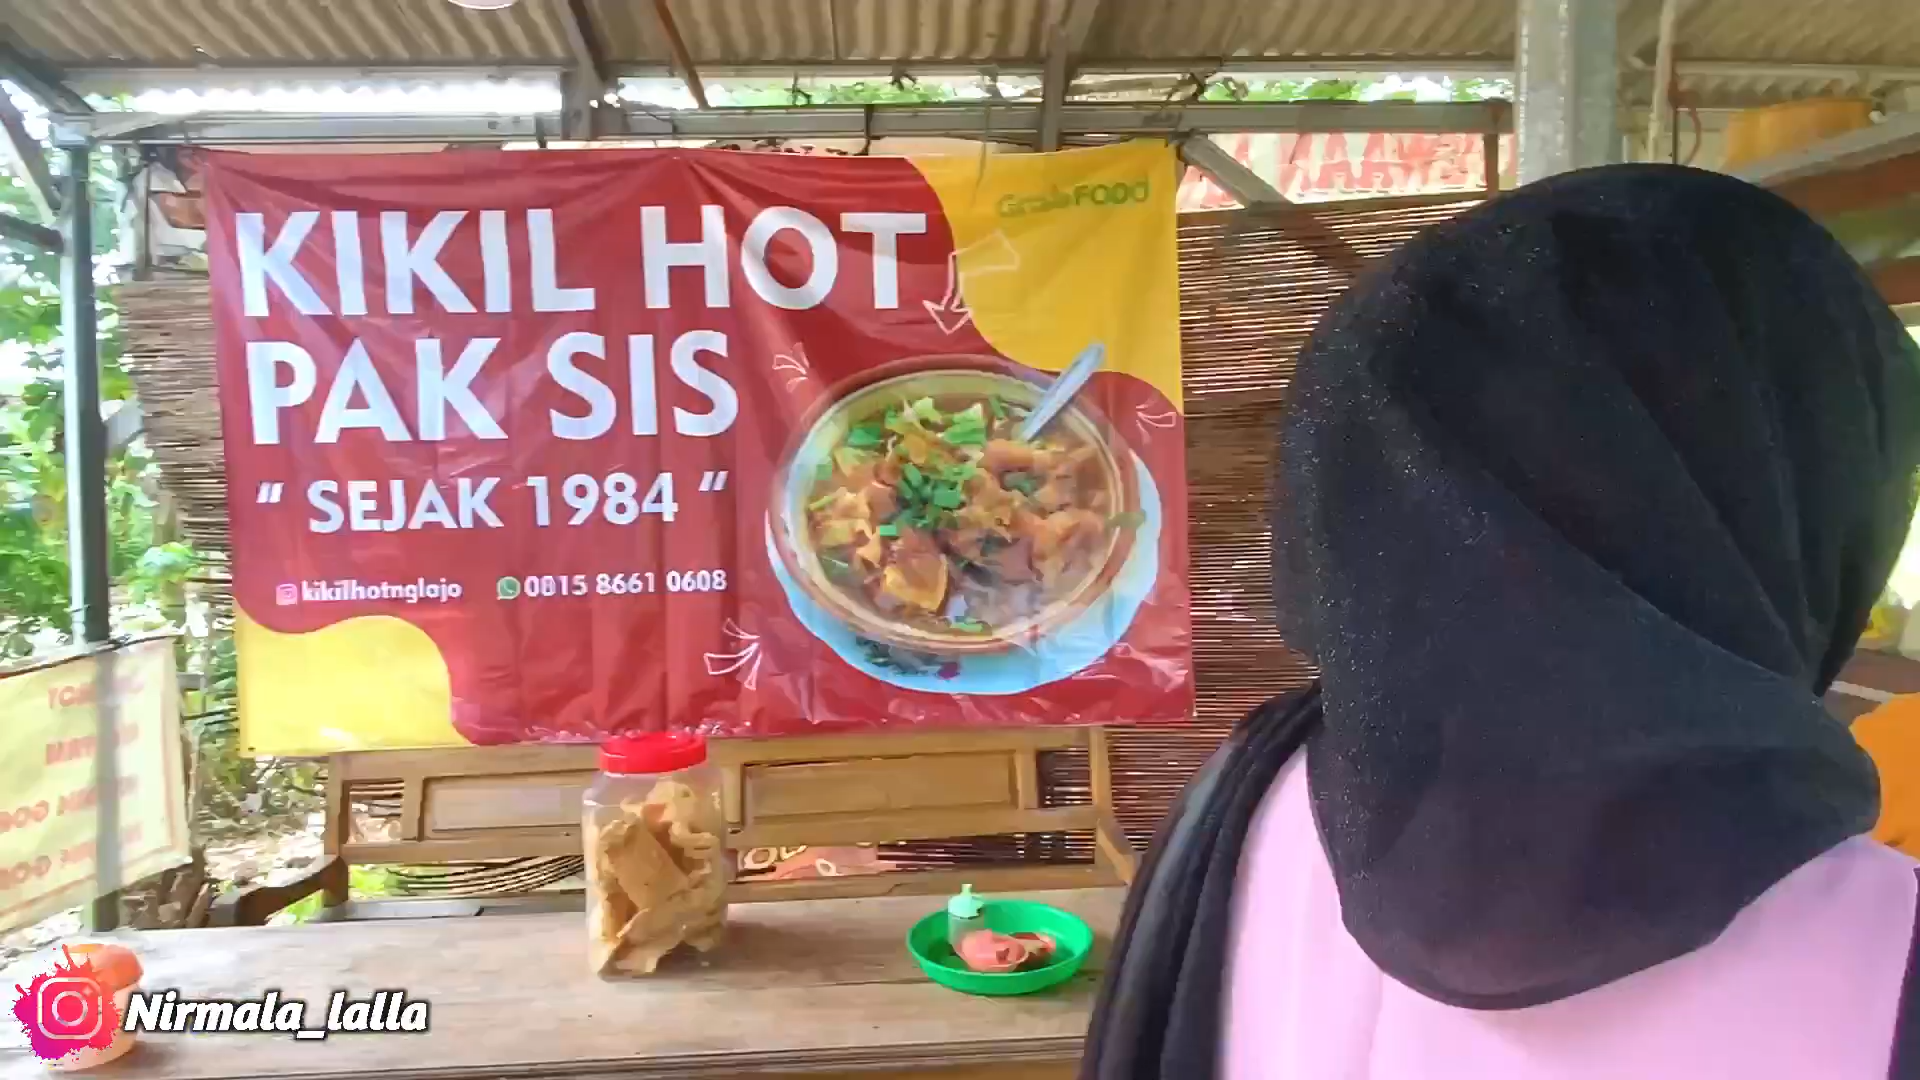 GrabFOOD
KIKIL HOT
PAK SIS
“ SEJAK 1984 ”
kikilhotnglajo 0815 8661 0608
Nirmala_lalla